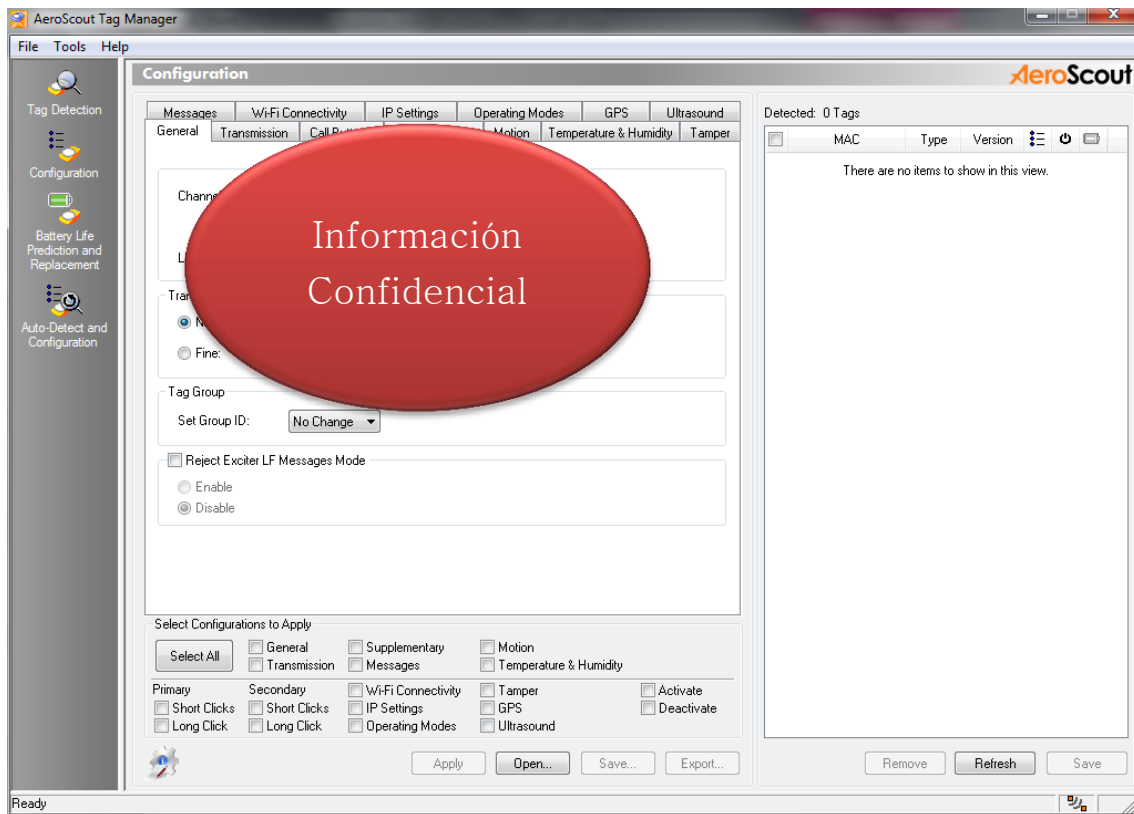 AeroScout Tag Manager
File Tools Help
Configuration
AeroScout
Tag Detection
Configuration
Battery Life
Prediction and
Replacement
Auto-Detect and
Configuration
Messages Wi-Fi Connectivity IP Settings Operating Modes GPS Ultrasound
General Transmission Call Motion Temperature & Humidity Tamper
Información
Confidencial
Fine:
Tag Group
Set Group ID: No Change
Reject Exciter LF Messages Mode
Enable
Disable
Select Configurations to Apply
Select All
General Supplementary Motion
Transmission Messages Temperature & Humidity
Primary Secondary Wi-Fi Connectivity Tamper Activate
Short Clicks Short Clicks IP Settings GPS Deactivate
Long Click Long Click Operating Modes Ultrasound
Apply Open... Save... Export...
Detected: 0 Tags
MAC Type Version
There are no items to show in this view.
Remove Refresh Save
Ready